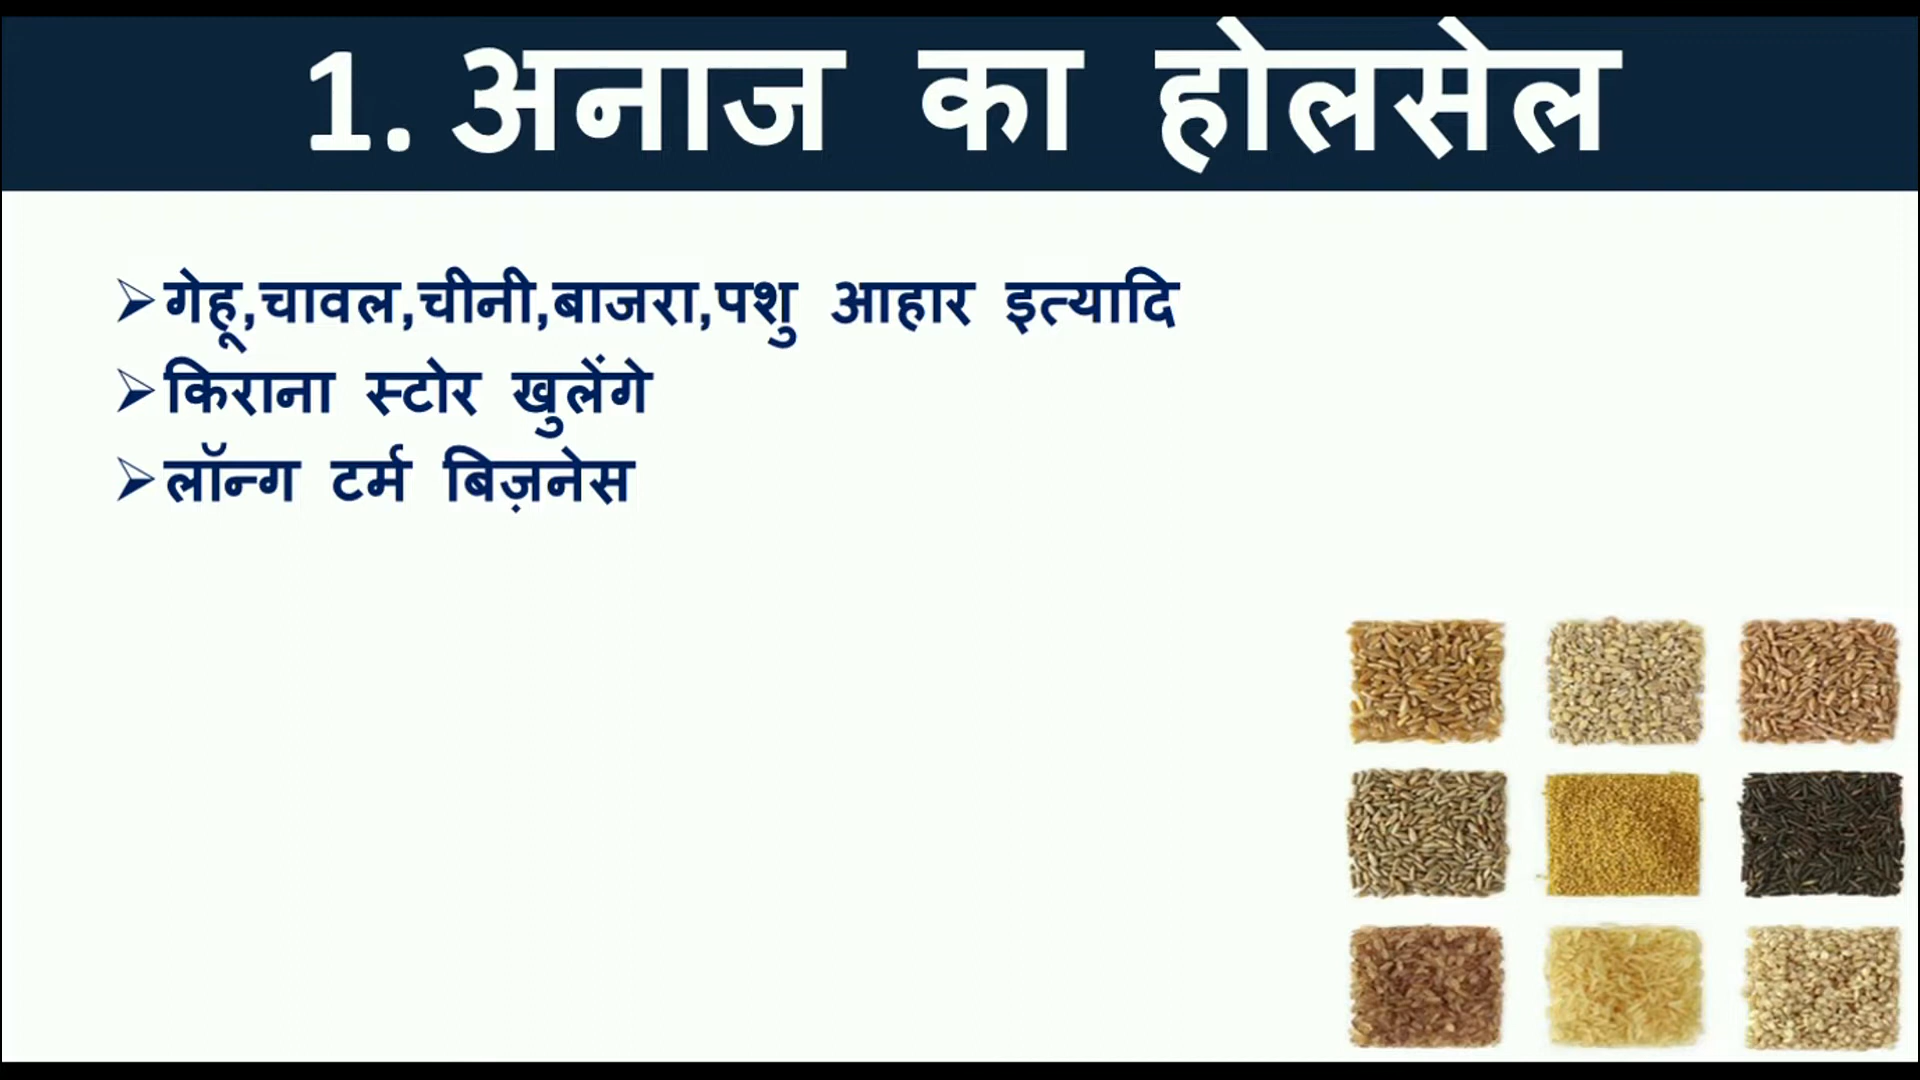 1. अनाज का होलसेल
➢गेहू,चावल,चीनी,बाजरा,पशु आहार इत्यादि
➢किराना स्टोर खुलेंगे
➢लॉन्ग टर्म बिज़नेस